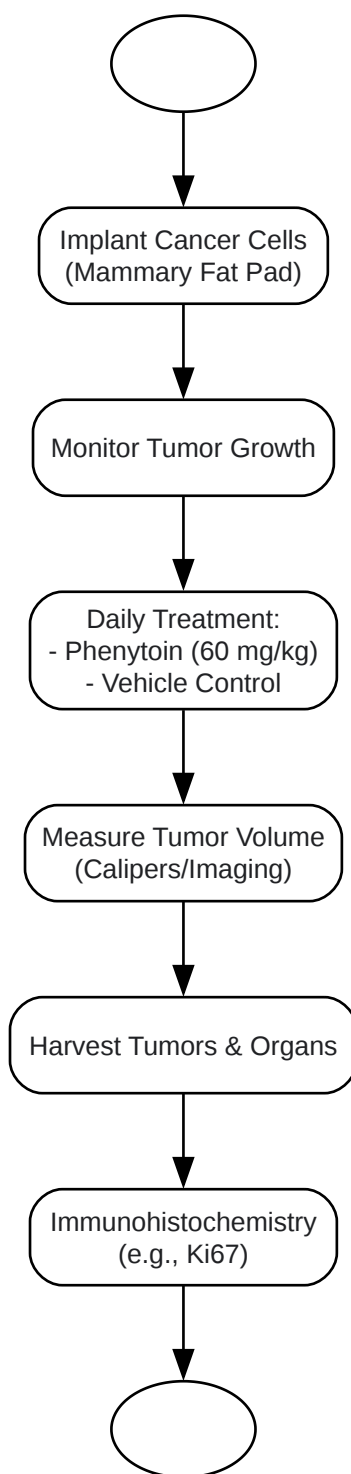 Implant Cancer Cells
(Mammary Fat Pad)
Monitor Tumor Growth
Daily Treatment:
- Phenytoin (60 mg/kg)
- Vehicle Control
Measure Tumor Volume
(Calipers/Imaging)
Harvest Tumors & Organs
Immunohistochemistry
(e.g., Ki67)